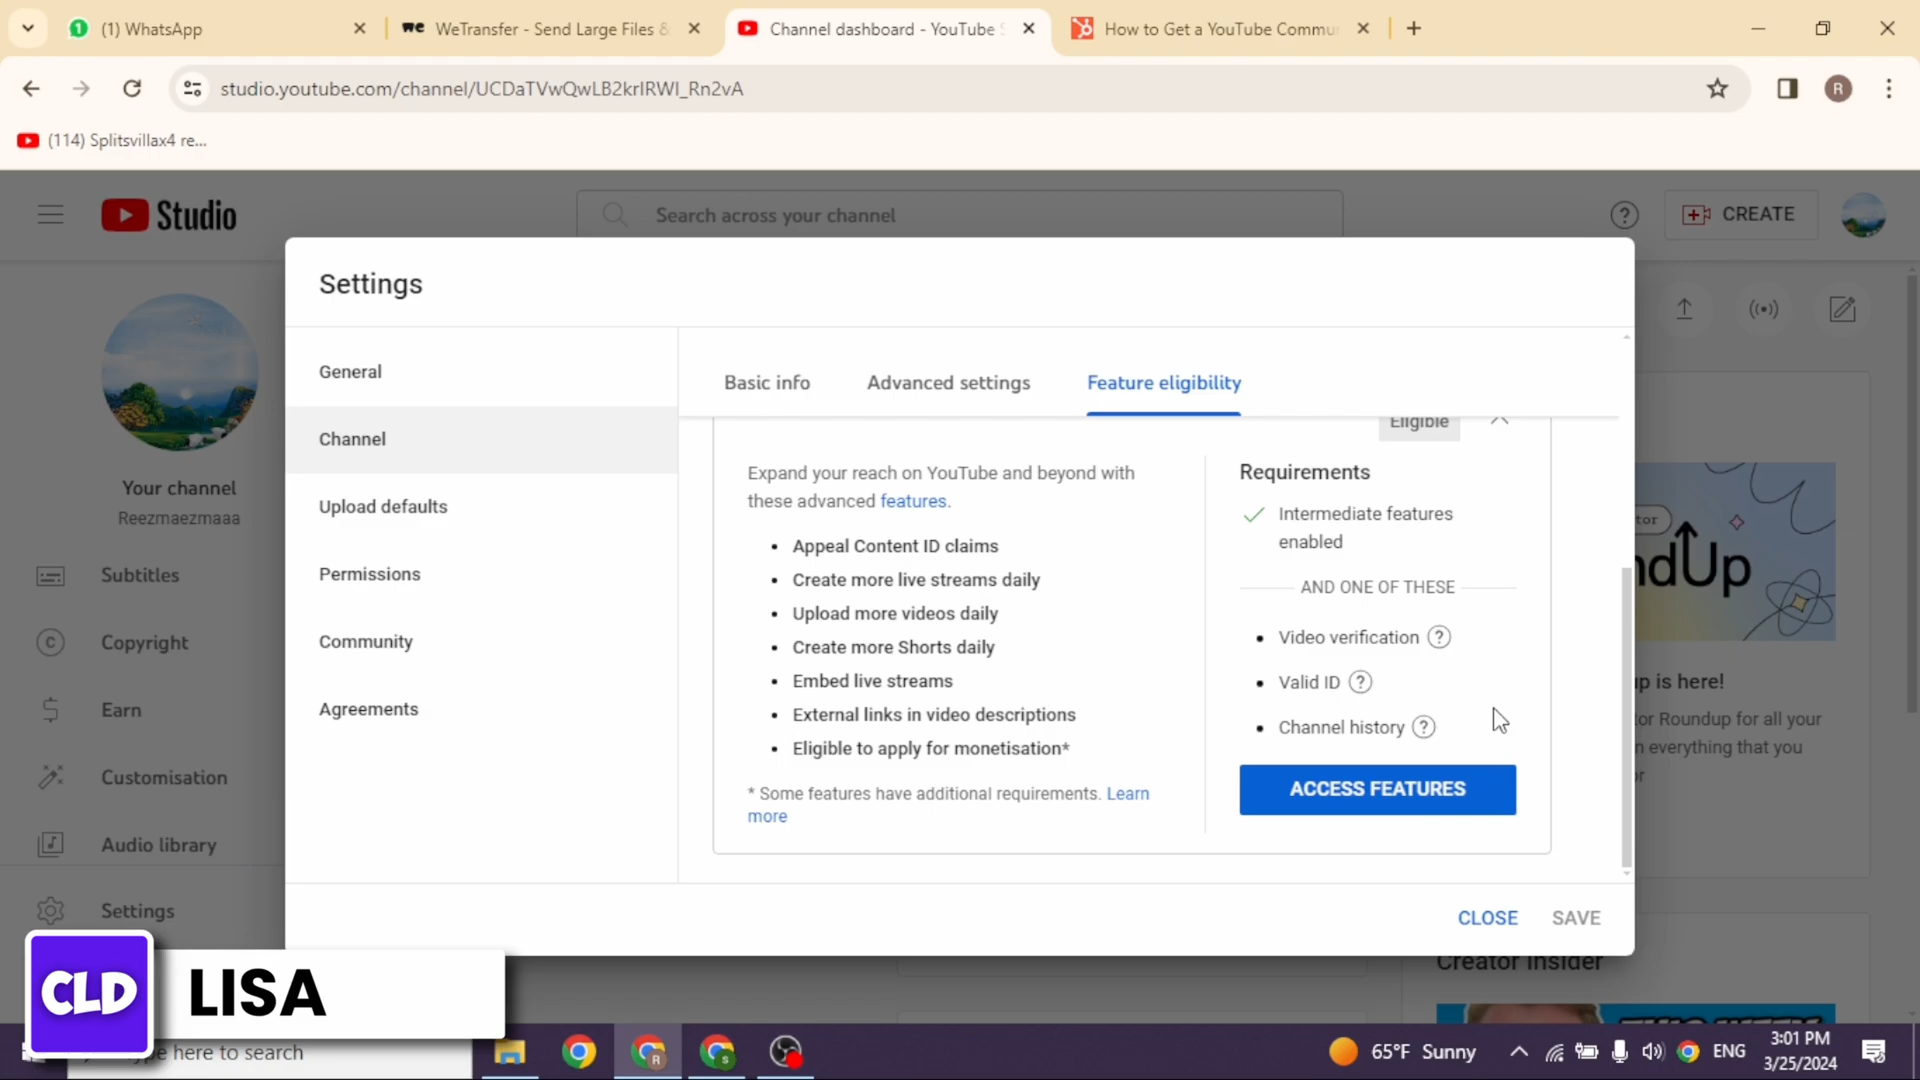 (1) WhatsApp
WeTransfer - Send Large Files &
Channel dashboard - YouTube S
How to Get a YouTube Commu
studio.youtube.com/channel/UCDaTVwQwLB2krIRWI_Rn2vA
R
(114) Splitsvillax4 re...
Studio
Search across your channel
CREATE
Settings
General
Channel
Upload defaults
Permissions
Community
Agreements
Basic info
Advanced settings
Feature eligibility
Eligible
Expand your reach on YouTube and beyond with
these advanced features.
• Appeal Content ID claims
• Create more live streams daily
• Upload more videos daily
• Create more Shorts daily
• Embed live streams
• External links in video descriptions
• Eligible to apply for monetisation*
* Some features have additional requirements. Learn
more
Requirements
Intermediate features
enabled
AND ONE OF THESE
• Video verification ?
• Valid ID ?
• Channel history ?
ACCESS FEATURES
CLOSE
SAVE
Your channel
Reezmaezmaaa
Subtitles
Copyright
Earn
Customisation
Audio library
Settings
tor
ndUp
p is here!
or Roundup for all your
n everything that you
or
Creator Insider
CLD
LISA
ype here to search
65°F Sunny
ENG
3:01 PM
3/25/2024